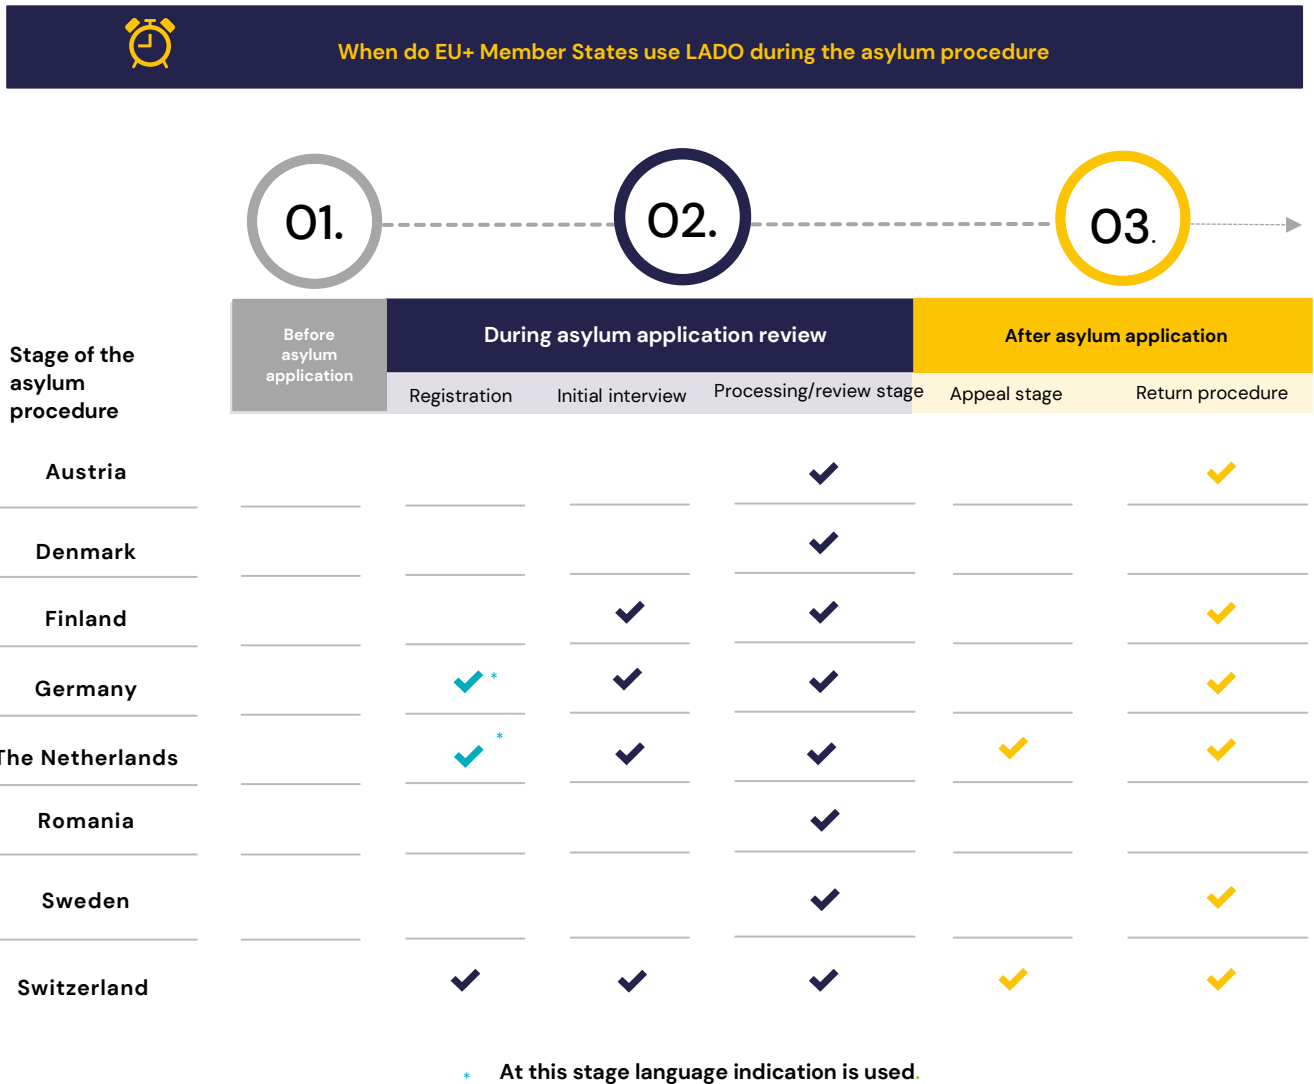 When do EU+ Member States use LADO during the asylum procedure
01.
02.
03.
Stage of the
asylum
procedure
Before
asylum
application
During asylum application review
After asylum application
Registration
Initial interview
Processing/review stage
Appeal stage
Return procedure
Austria
Denmark
Finland
Germany
*
The Netherlands
*
Romania
Sweden
Switzerland
* At this stage language indication is used.